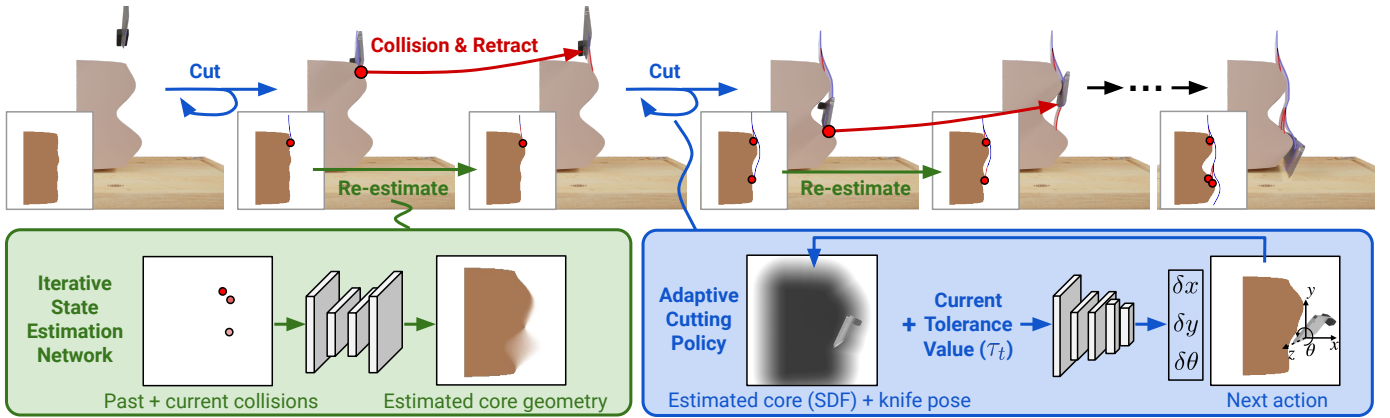 Collision & Retract
Cut
Cut
Re-estimate
Re-estimate
Iterative
State
Estimation
Network
Past + current collisions
Estimated core geometry
Adaptive
Cutting
Policy
+
Current
Tolerance
Value (τt)
δx
δy
δθ
y
x
z
θ
Estimated core (SDF) + knife pose
Next action